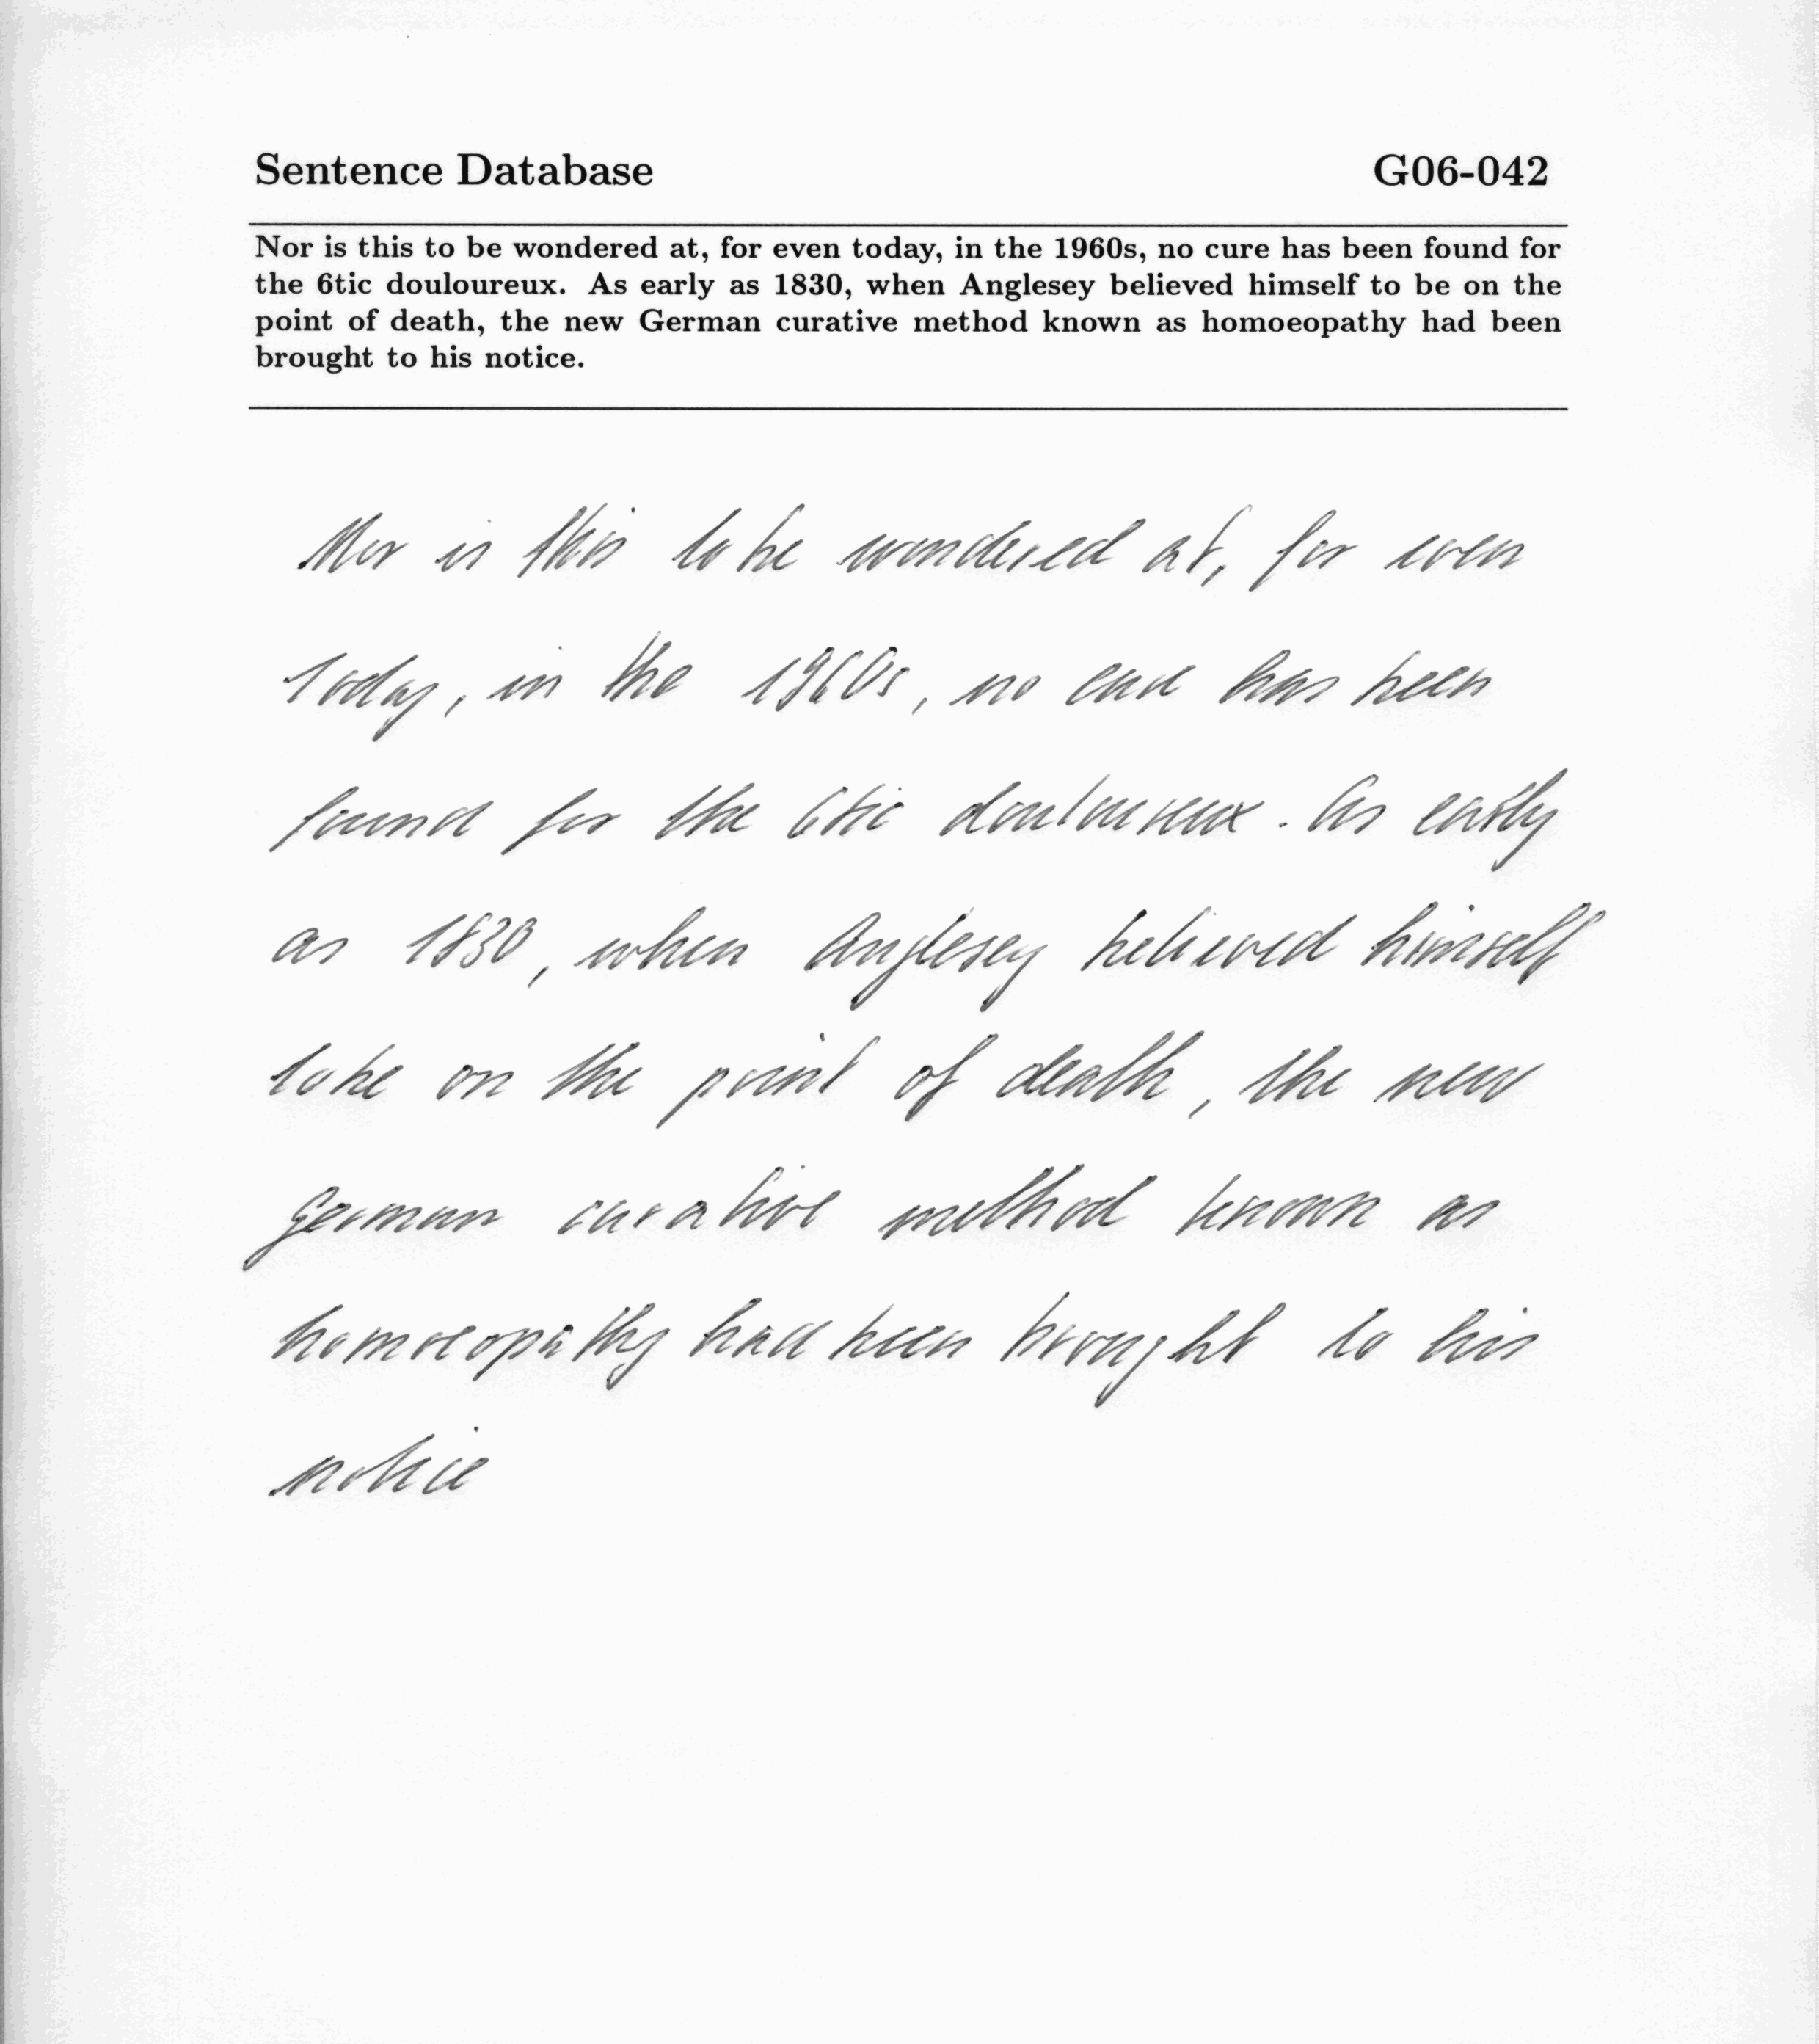 Sentence Database G06-042
Nor is this to be wondered at, for even today, in the 1960s, no cure has been found for
the 6tic douloureux. As early as 1830, when Anglesey believed himself to be on the
point of death, the new German curative method known as homoeopathy had been
brought to his notice.
Nor is this to be wondered at, for even
today, in the 1960s, no cure has been
found for the 6tic douloureux. As early
as 1830, when Anglesey believed himself
to be on the point of death, the new
German curative method known as
homoeopathy had been brought to his
notice